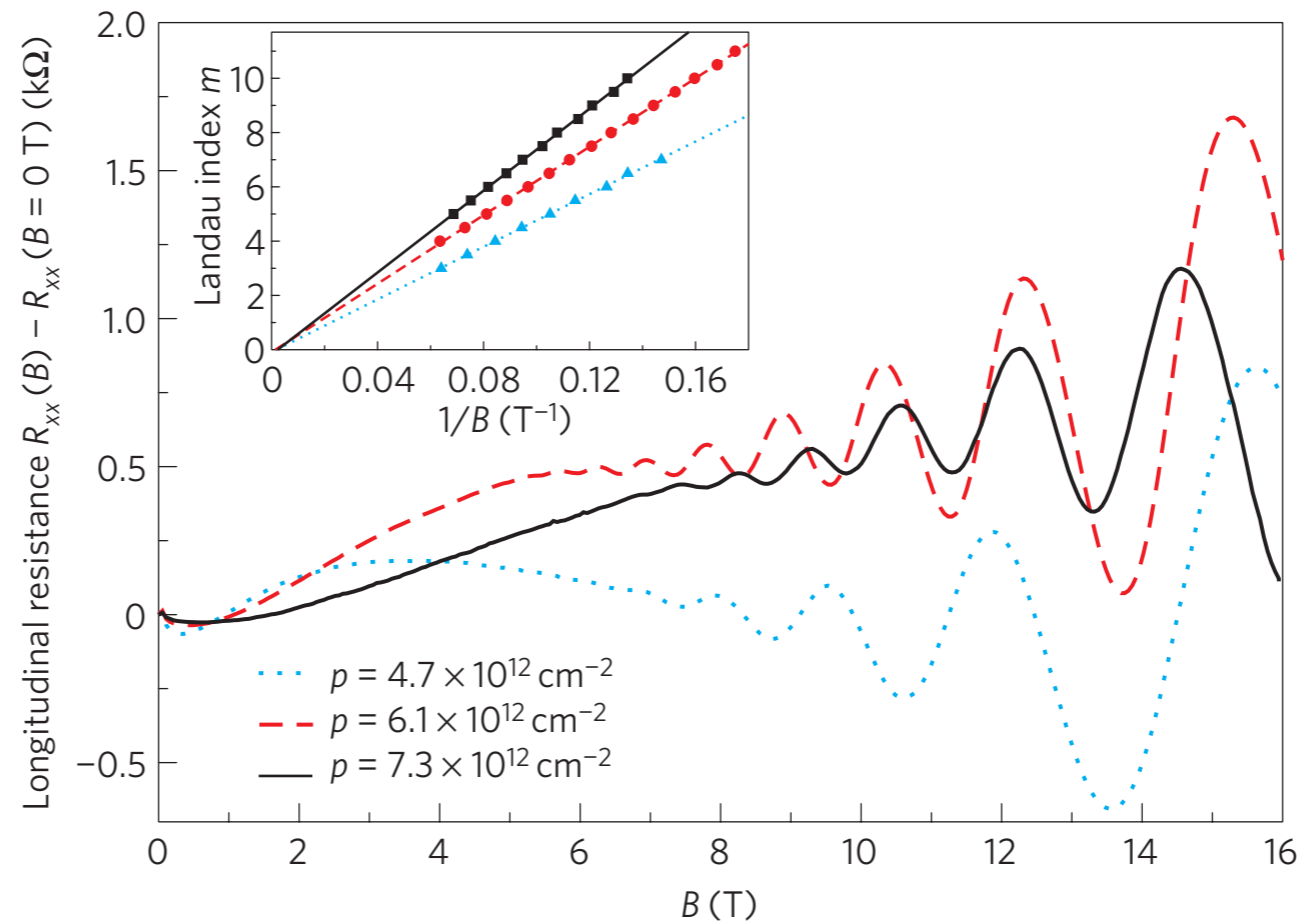 Longitudinal resistance Rxx (B) – Rxx (B = 0 T) (kΩ)
2.0
1.5
1.0
0.5
0
−0.5
Landau index m
10
8
6
4
2
0
0 0.04 0.08 0.12 0.16
1/B (T−1)
p = 4.7 × 1012 cm−2
p = 6.1 × 1012 cm−2
p = 7.3 × 1012 cm−2
0 2 4 6 8 10 12 14 16
B (T)